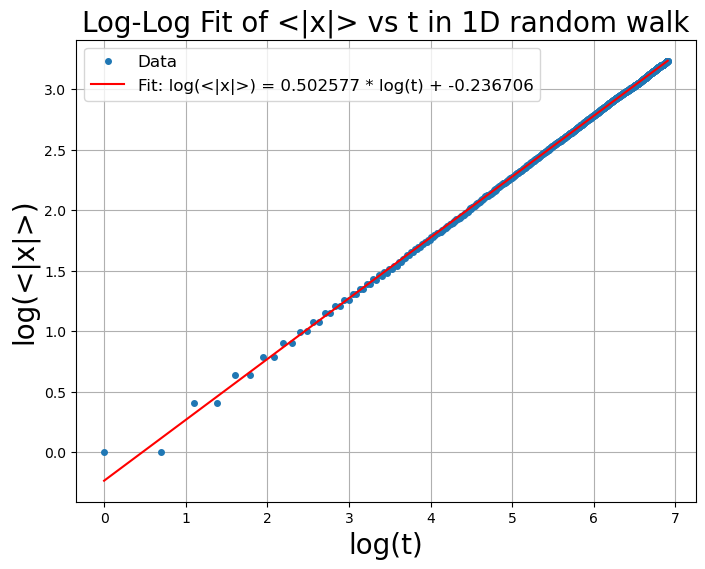 Log-Log Fit of <|x|> vs t in 1D random walk
Data
Fit: log(<|x|>) = 0.502577 * log(t) + -0.236706
log(<|x|>)
3.0
2.5
2.0
1.5
1.0
0.5
0.0
0 1 2 3 4 5 6 7
log(t)